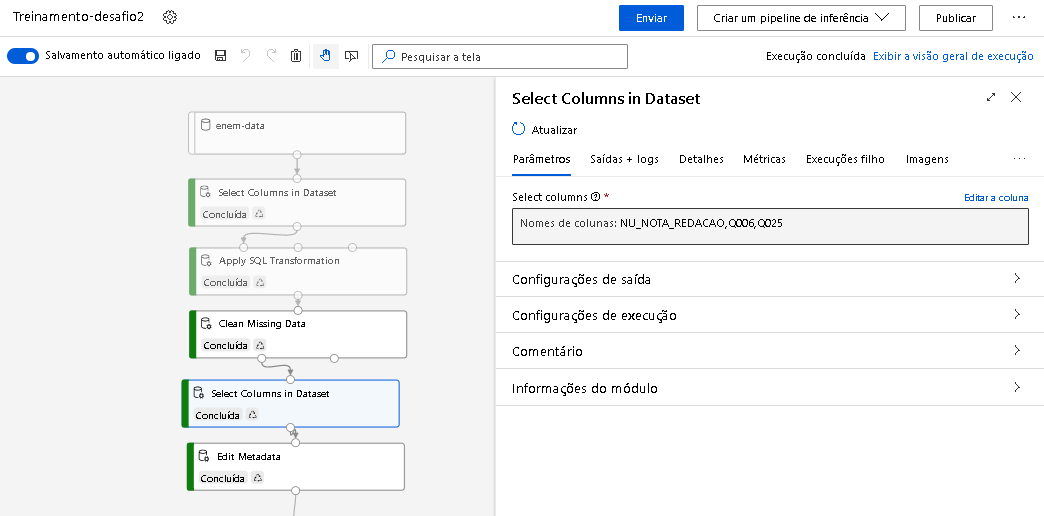 Treinamento-desafio2
Enviar
Criar um pipeline de inferência
Publicar
Salvamento automático ligado
Pesquisar a tela
Execução concluída Exibir a visão geral de execução
enem-data
Select Columns in Dataset
Concluída
Apply SQL Transformation
Concluída
Clean Missing Data
Concluída
Select Columns in Dataset
Concluída
Edit Metadata
Concluída
Select Columns in Dataset
Atualizar
Parâmetros Saídas + logs Detalhes Métricas Execuções filho Imagens
Select columns * Editar a coluna
Nomes de colunas: NU_NOTA_REDACAO,Q006,Q025
Configurações de saída
Configurações de execução
Comentário
Informações do módulo